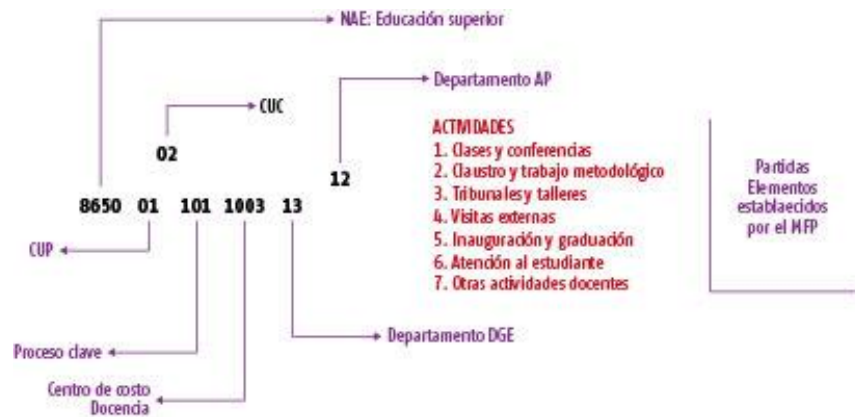 NAE: Educación superior
Departamento AP
CUC
02
12
ACTIVIDADES
1. Clases y conferencias
2. Claustro y trabajo metodológico
3. Tribunales y talleres
4. Visitas externas
5. Inauguración y graduación
6. Atención al estudiante
7. Otras actividades docentes
Partidas
Elementos
establaecidos
por el MFP
8650 01 101 1003 13
CUP
Departamento DGE
Proceso clave
Centro de costo
Docencia